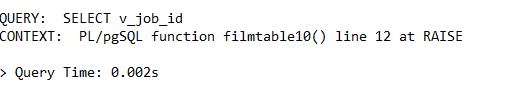 QUERY:  SELECT v_job_id
CONTEXT:  PL/pgSQL function filmtable10() line 12 at RAISE
> Query Time: 0.002s